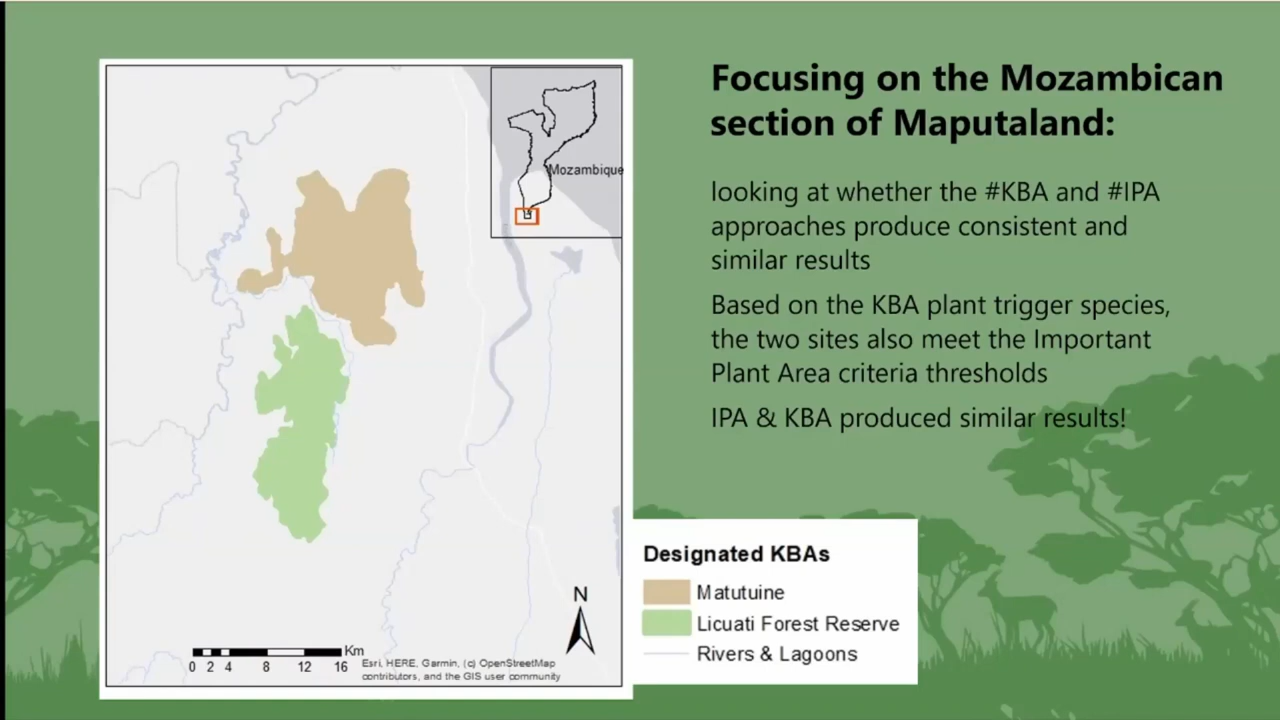 Focusing on the Mozambican
section of Maputaland:
looking at whether the #KBA and #IPA
approaches produce consistent and
similar results
Based on the KBA plant trigger species,
the two sites also meet the Important
Plant Area criteria thresholds
IPA & KBA produced similar results!
Mozambique
N
Km
0 2 4 8 12 16
Esri, HERE, Garmin, (c) OpenStreetMap
contributors, and the GIS user community
Designated KBAs
Matutuine
Licuati Forest Reserve
Rivers & Lagoons